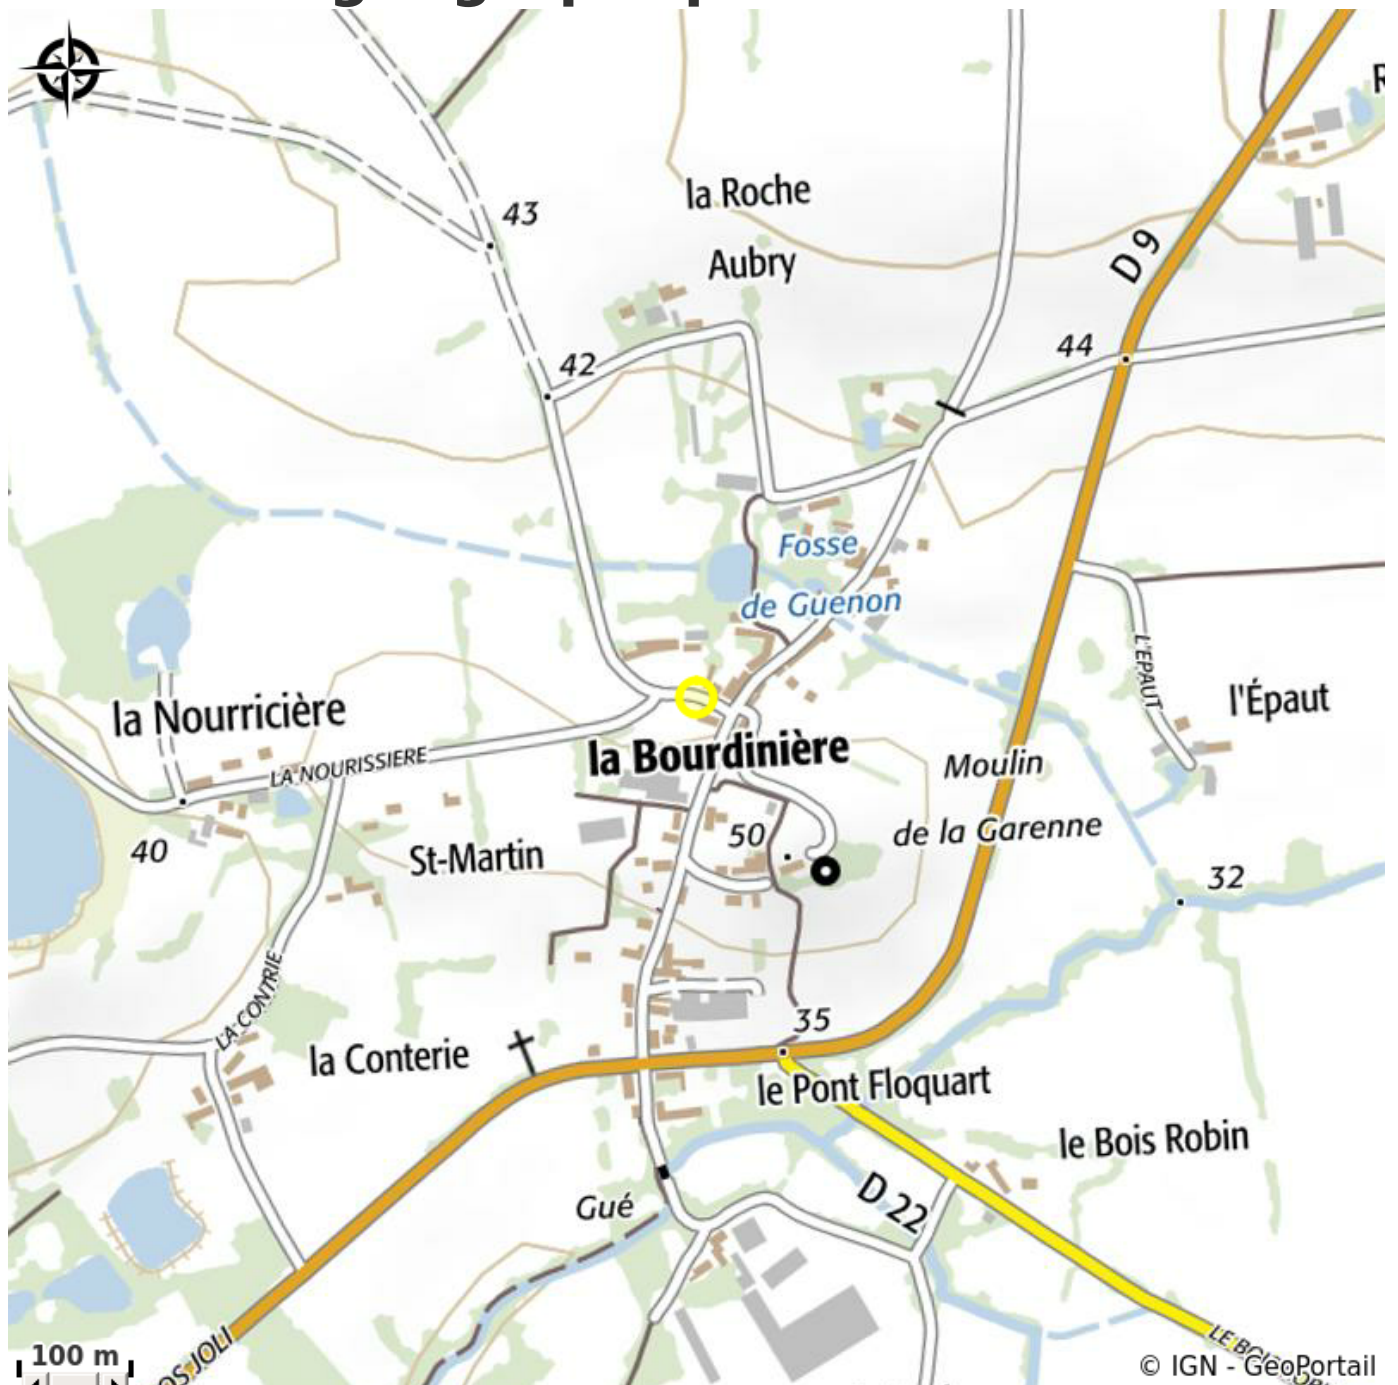 43
la Roche
Aubry
D 9
42
44
Fosse
de Guenon
L'EPAUT
l'Épaut
la Nourricière
LA NOURISSIERE
la Bourdinière
Moulin
de la Garenne
40
St-Martin
50
32
LA CONTRIE
la Conterie
35
le Pont Floquart
le Bois Robin
Gué
D 22
100 m
© IGN - GeoPortail